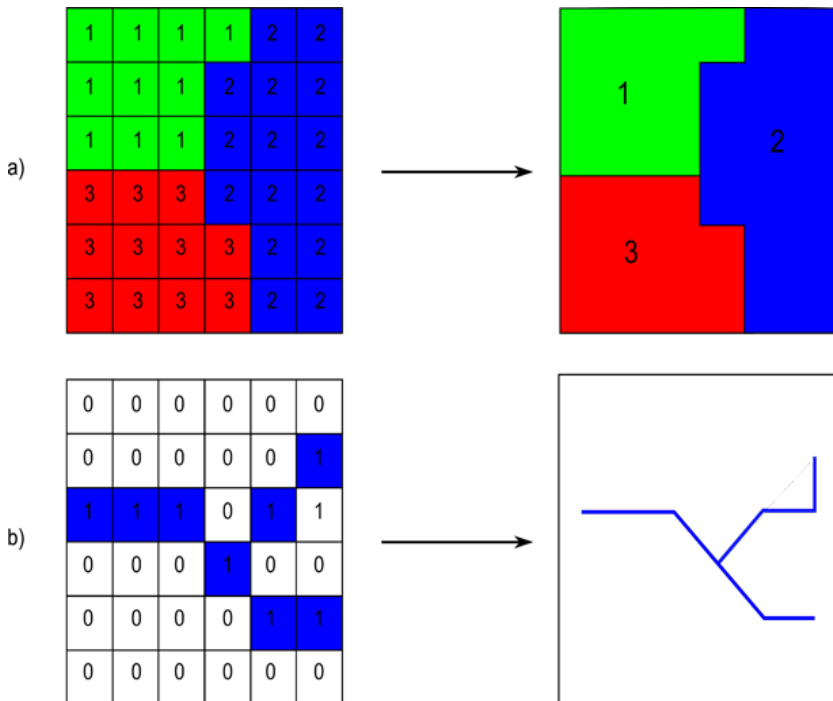 1 1 1 1 2 2
1 1 1 2 2 2
1
1 1 1 2 2 2
2
a)
3 3 3 2 2 2
3 3 3 3 2 2
3
3 3 3 3 2 2
0 0 0 0 0 0
0 0 0 0 0 1
1 1 1 0 1 1
b)
0 0 0 1 0 0
0 0 0 0 1 1
0 0 0 0 0 0